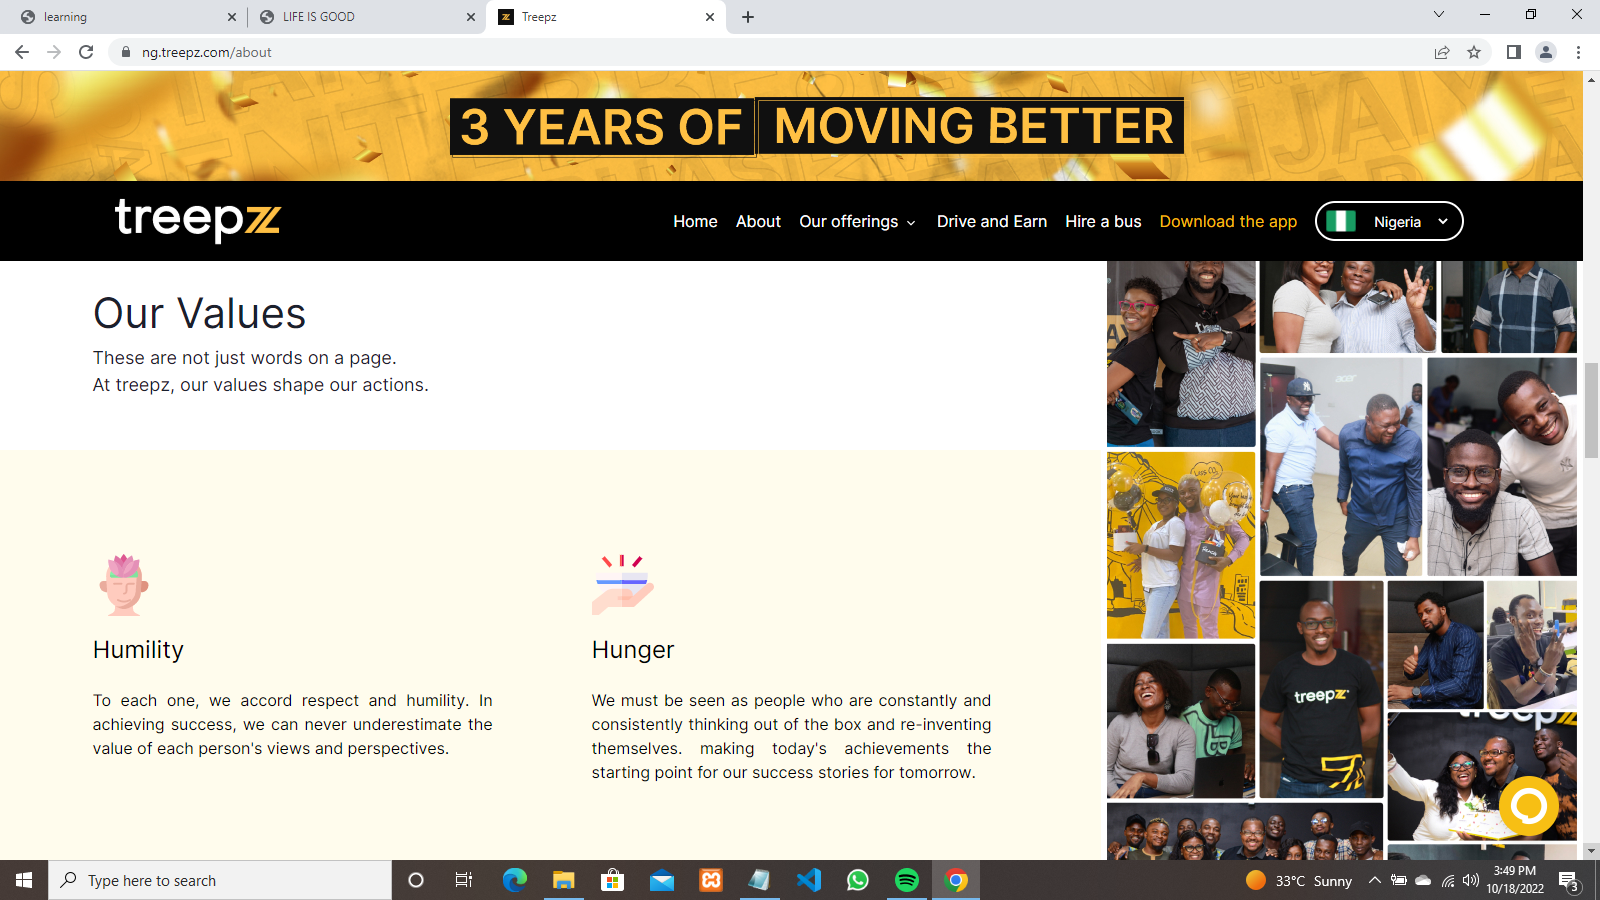 learning
LIFE IS GOOD
Treepz
ng.treepz.com/about
3 YEARS OF MOVING BETTER
treepz
Home About Our offerings Drive and Earn Hire a bus Download the app Nigeria
Our Values
These are not just words on a page.
At treepz, our values shape our actions.
Humility
To each one, we accord respect and humility. In
achieving success, we can never underestimate the
value of each person's views and perspectives.
Hunger
We must be seen as people who are constantly and
consistently thinking out of the box and re-inventing
themselves. making today's achievements the
starting point for our success stories for tomorrow.
acer
treepz
treepz
Type here to search
33°C Sunny
3:49 PM
10/18/2022
3